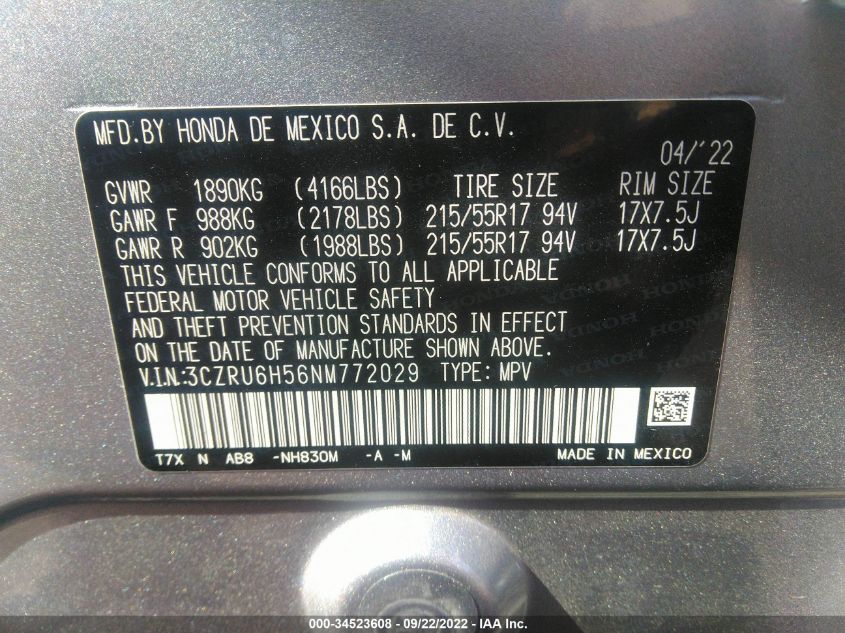 MFD.BY HONDA DE MEXICO S.A. DE C.V.
04/'22
GVWR 1890KG (4166LBS) TIRE SIZE RIM SIZE
GAWR F 988KG (2178LBS) 215/55R17 94V 17X7.5J
GAWR R 902KG (1988LBS) 215/55R17 94V 17X7.5J
THIS VEHICLE CONFORMS TO ALL APPLICABLE
FEDERAL MOTOR VEHICLE SAFETY
AND THEFT PREVENTION STANDARDS IN EFFECT
ON THE DATE OF MANUFACTURE SHOWN ABOVE.
V.I.N.:3CZRU6H56NM772029 TYPE: MPV
T7X N AB8 -NH830M -A -M MADE IN MEXICO
000-34523608 - 09/22/2022 - IAA Inc.